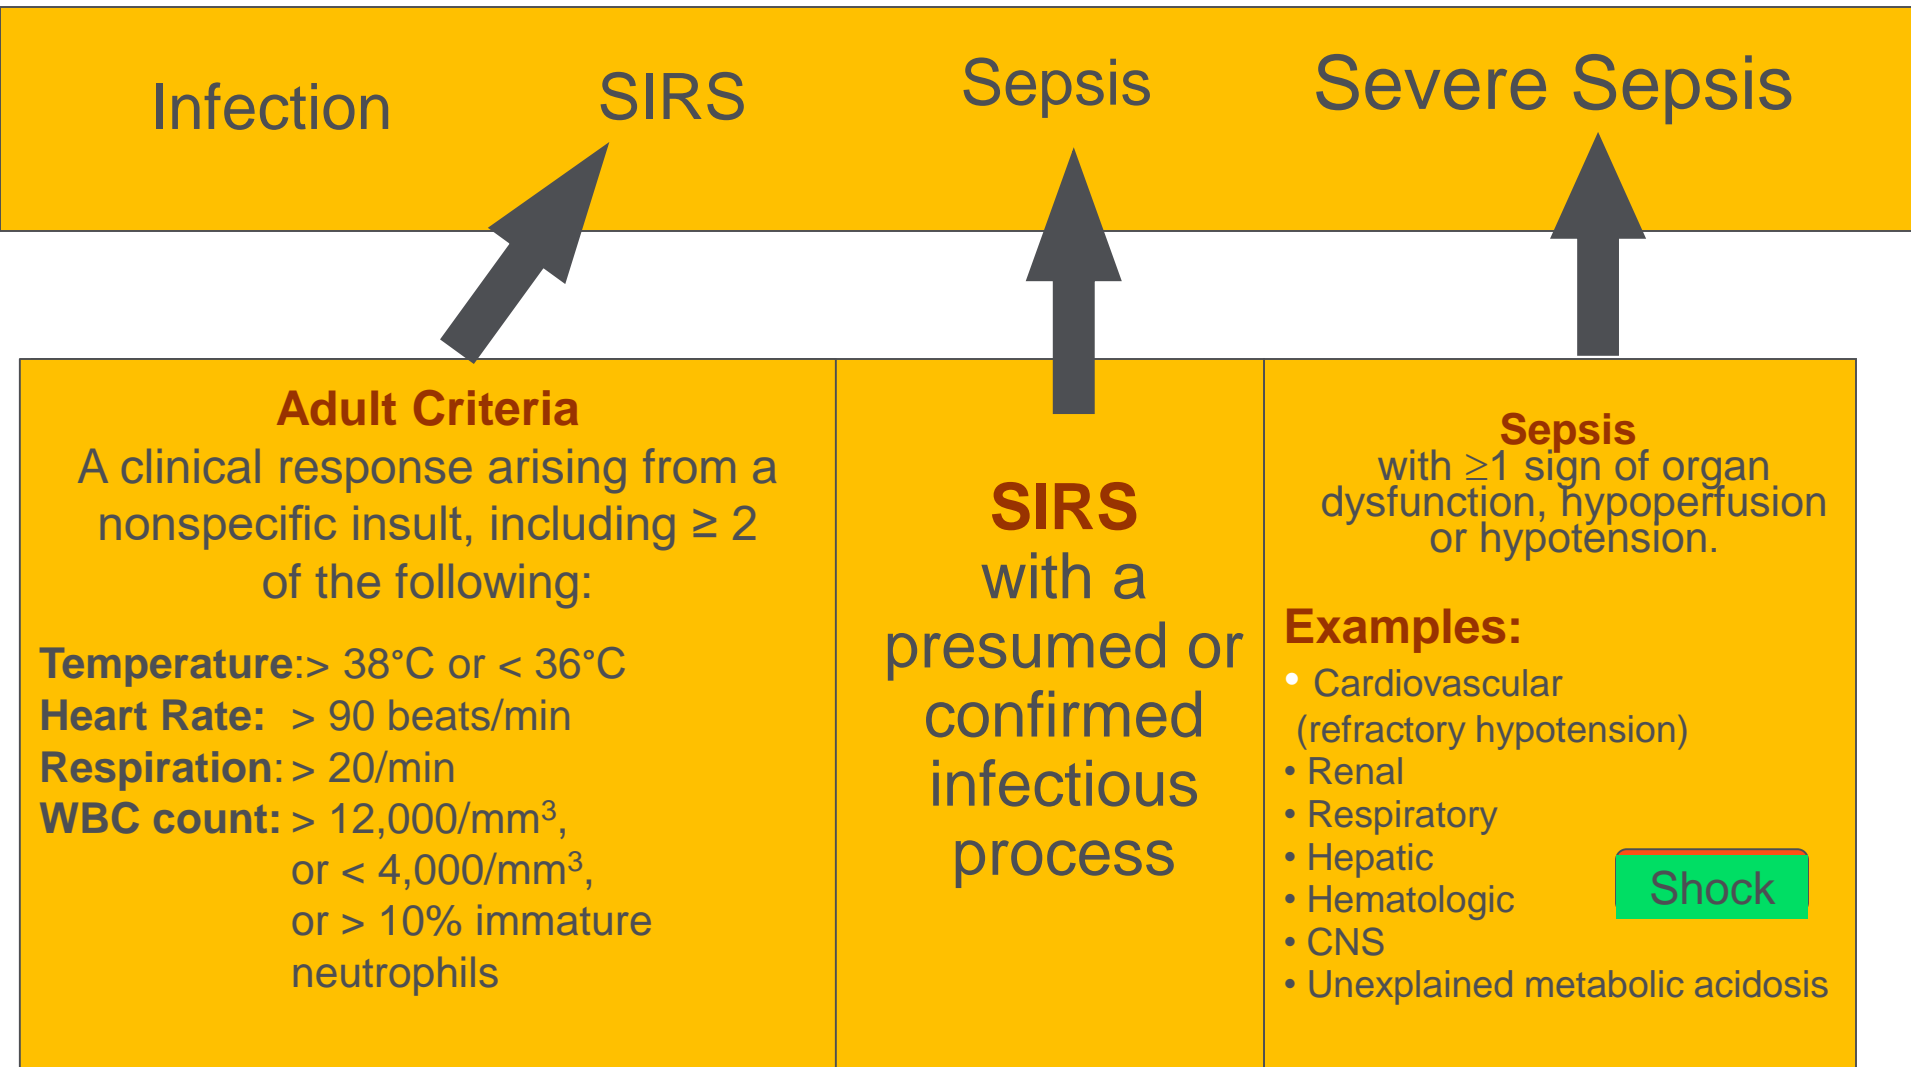 Infection
SIRS
Sepsis
Severe Sepsis
Adult Criteria
A clinical response arising from a
nonspecific insult, including ≥ 2
of the following:
Temperature:> 38°C or < 36°C
Heart Rate: > 90 beats/min
Respiration: > 20/min
WBC count: > 12,000/mm³,
or < 4,000/mm³,
or > 10% immature
neutrophils
SIRS
with a
presumed or
confirmed
infectious
process
Sepsis
with ≥1 sign of organ
dysfunction, hypoperfusion
or hypotension.
Examples:
• Cardiovascular
(refractory hypotension)
• Renal
• Respiratory
• Hepatic
• Hematologic
• CNS
• Unexplained metabolic acidosis
Shock